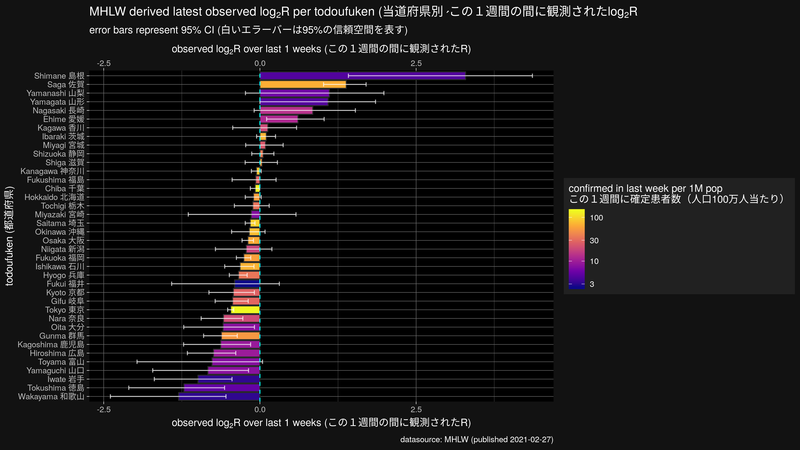 MHLW derived latest observed log₂R per todoufuken (当道府県別 -この１週間の間に観測されたlog₂R
error bars represent 95% CI (白いエラーバーは95%の信頼空間を表す)
observed log₂R over last 1 weeks (この１週間の間に観測されたR)
-2.5 0.0 2.5
todoufuken (都道府県)
Shimane 島根
Saga 佐賀
Yamanashi 山梨
Yamagata 山形
Nagasaki 長崎
Ehime 愛媛
Kagawa 香川
Ibaraki 茨城
Miyagi 宮城
Shizuoka 静岡
Shiga 滋賀
Kanagawa 神奈川
Fukushima 福島
Chiba 千葉
Hokkaido 北海道
Tochigi 栃木
Miyazaki 宮崎
Saitama 埼玉
Okinawa 沖縄
Osaka 大阪
Niigata 新潟
Fukuoka 福岡
Ishikawa 石川
Hyogo 兵庫
Fukui 福井
Kyoto 京都
Gifu 岐阜
Tokyo 東京
Nara 奈良
Oita 大分
Gunma 群馬
Kagoshima 鹿児島
Hiroshima 広島
Toyama 富山
Yamaguchi 山口
Iwate 岩手
Tokushima 徳島
Wakayama 和歌山
-2.5 0.0 2.5
observed log₂R over last 1 weeks (この１週間の間に観測されたR)
confirmed in last week per 1M pop
この１週間に確定患者数（人口100万人当たり）
100
30
10
3
datasource: MHLW (published 2021-02-27)